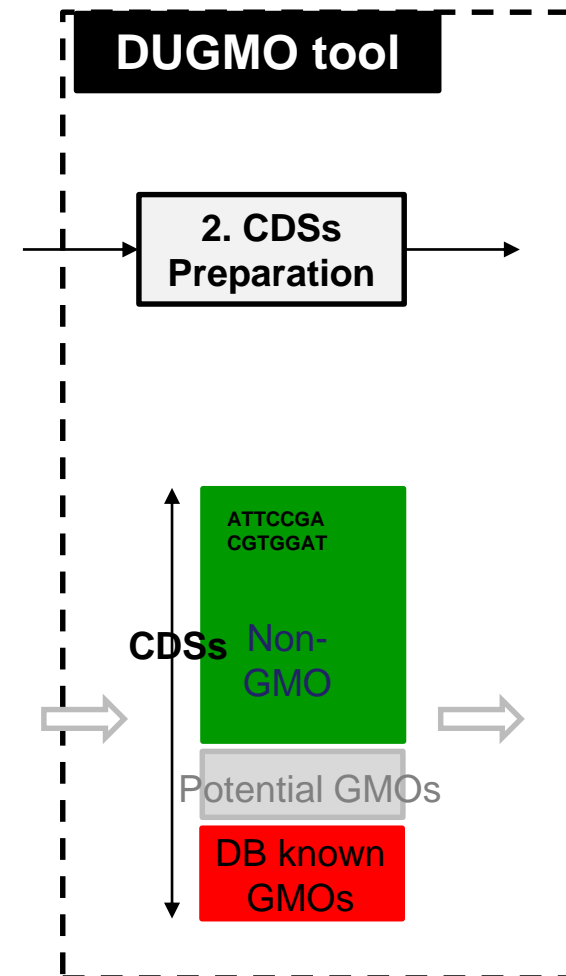 DUGMO tool
2. CDSs
Preparation
ATTCCGA
CGTGGAT
CDSs
Non-
GMO
Potential GMOs
DB known
GMOs